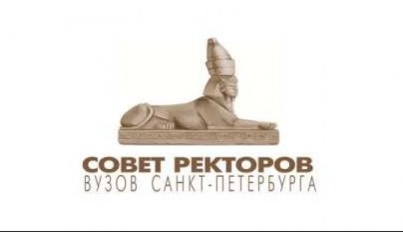 СОВЕТ РЕКТОРОВ
ВУЗОВ САНКТ-ПЕТЕРБУРГА